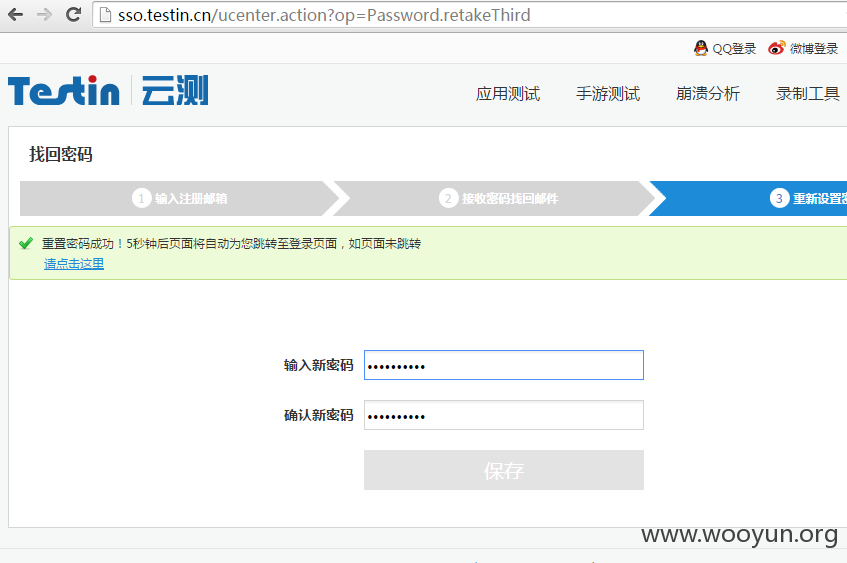 sso.testin.cn/ucenter.action?op=Password.retakeThird
QQ登录 微博登录
Testin 云测 应用测试 手游测试 崩溃分析 录制工具
找回密码
1 输入注册邮箱 2 接收密码找回邮件 3 重新设置密
重置密码成功！5秒钟后页面将自动为您跳转至登录页面，如页面未跳转
请点击这里
输入新密码 ••••••••••
确认新密码 ••••••••••
保存
www.wooyun.org